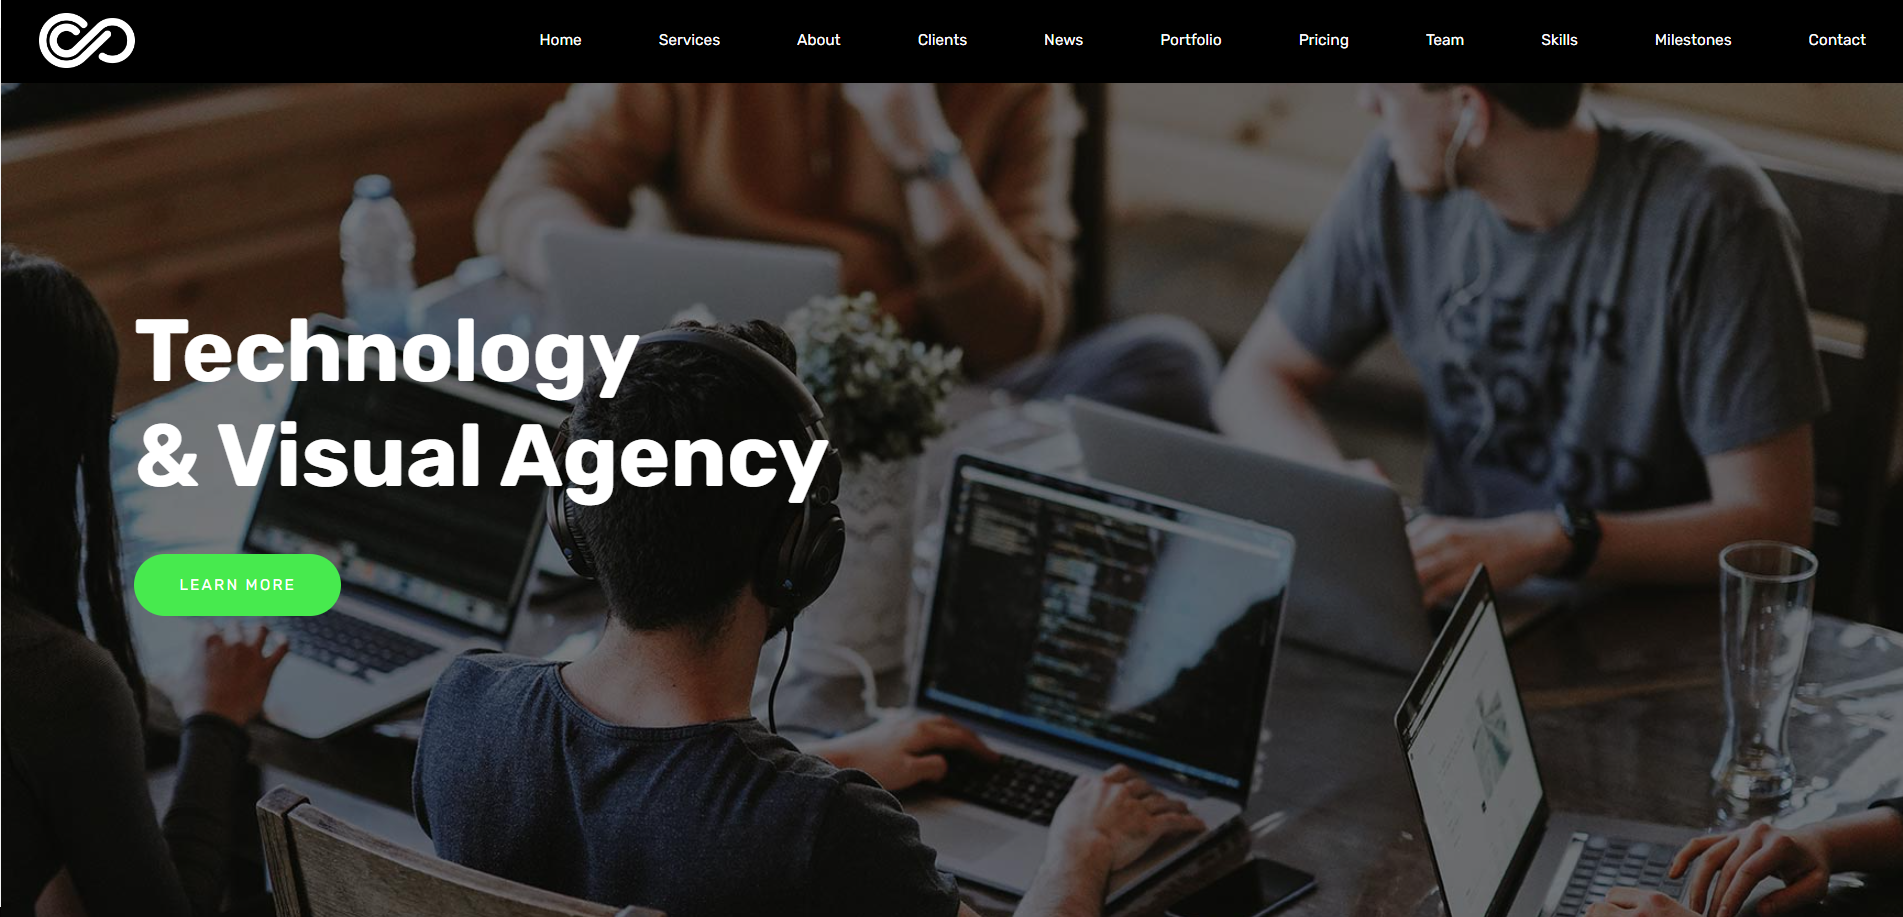 Home Services About Clients News Portfolio Pricing Team Skills Milestones Contact
Technology
& Visual Agency
LEARN MORE